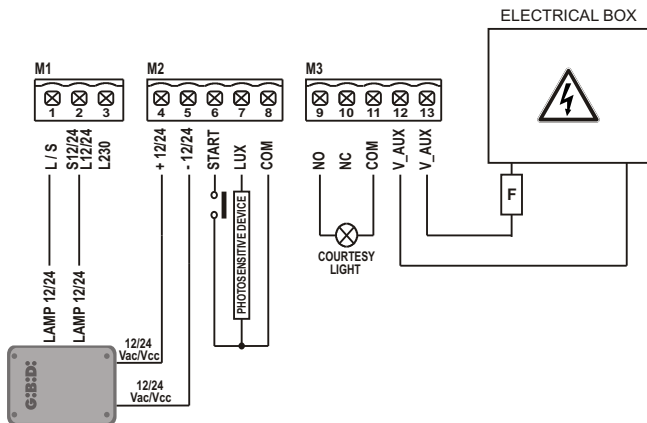 ELECTRICAL BOX
M1
M2
M3
1 2 3
4 5 6 7 8
9 10 11 12 13
L / S
S12/24
L12/24
L230
+ 12/24
- 12/24
START
LUX
COM
NO
NC
COM
V_AUX
V_AUX
F
PHOTOSENSITIVE DEVICE
COURTESY
LIGHT
LAMP 12/24
LAMP 12/24
12/24
Vac/Vcc
12/24
Vac/Vcc
GiBiDi